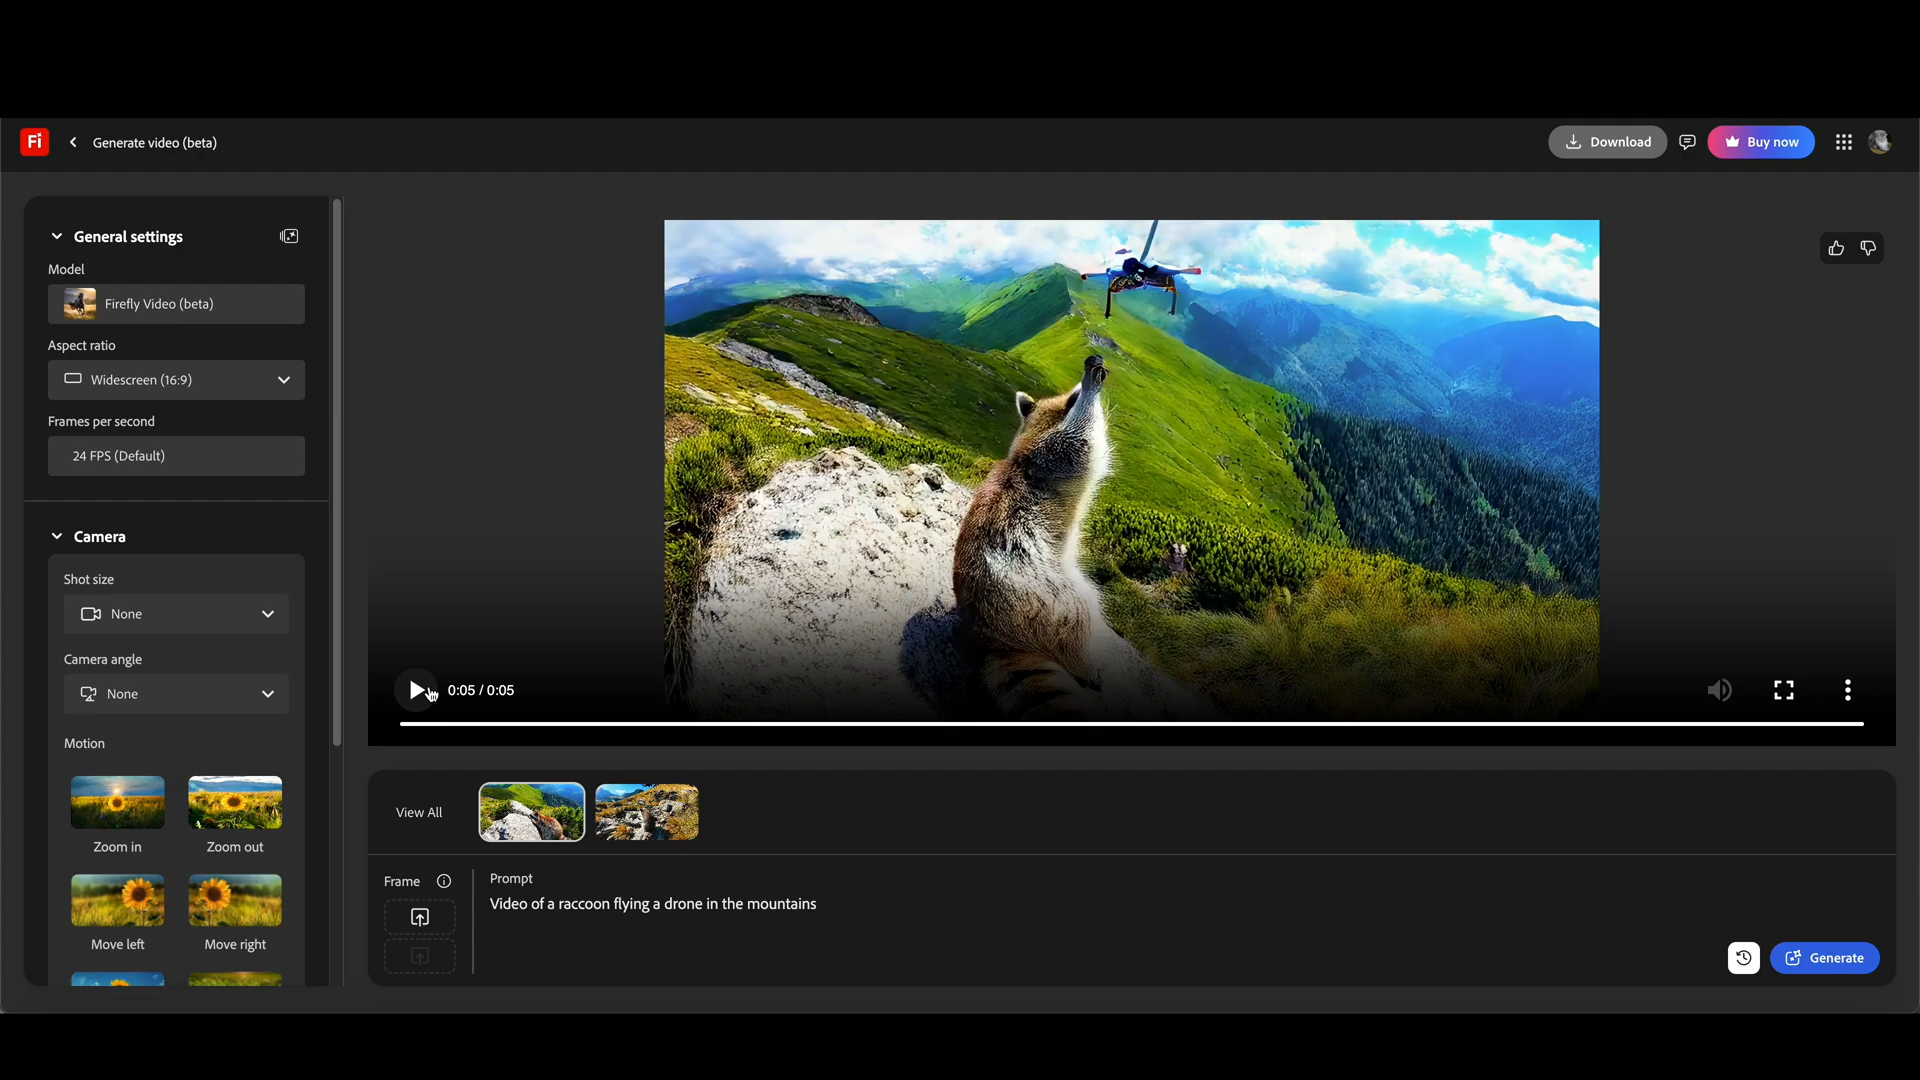 Fi
Generate video (beta)
Download
Buy now
General settings
Model
Firefly Video (beta)
Aspect ratio
Widescreen (16:9)
Frames per second
24 FPS (Default)
Camera
Shot size
None
Camera angle
None
Motion
Zoom in
Zoom out
Move left
Move right
0:05 / 0:05
View All
Frame
Prompt
Video of a raccoon flying a drone in the mountains
Generate